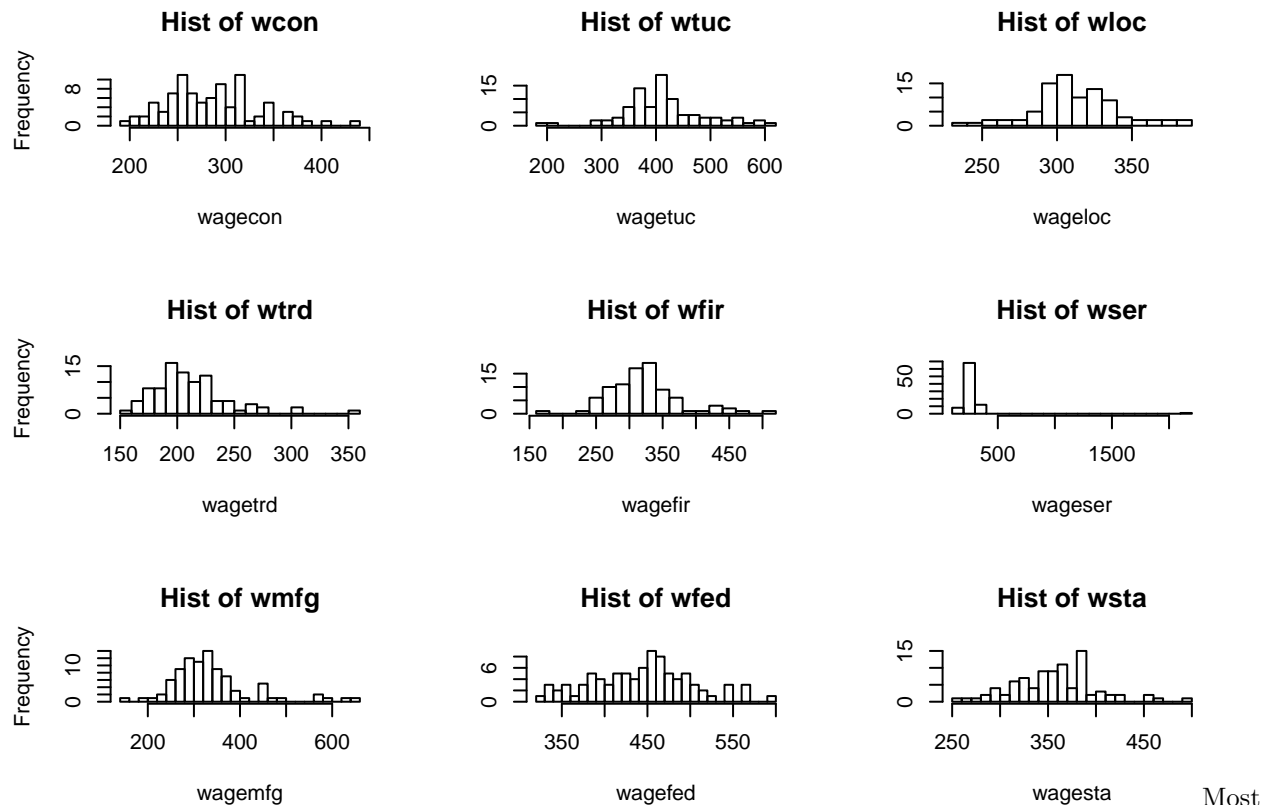 Hist of wcon
Frequency
0 8
200 300 400
wagecon
Hist of wtuc
0 15
200 300 400 500 600
wagetuc
Hist of wloc
0 15
250 300 350
wageloc
Hist of wtrd
Frequency
0 15
150 200 250 300 350
wagetrd
Hist of wfir
0 15
150 250 350 450
wagefir
Hist of wser
0 50
500 1500
wageser
Hist of wmfg
Frequency
0 10
200 400 600
wagemfg
Hist of wfed
0 6
350 450 550
wagefed
Hist of wsta
0 15
250 350 450
wagesta
Most